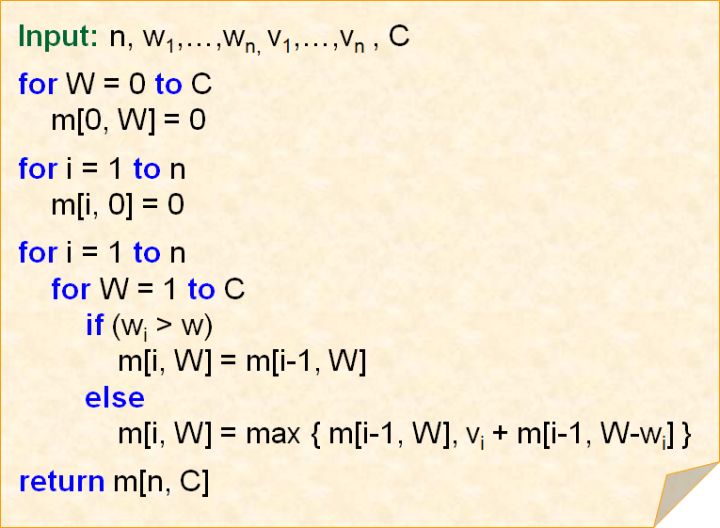 Input: n, w₁,…,wₙ, v₁,…,vₙ , C
for W = 0 to C
m[0, W] = 0
for i = 1 to n
m[i, 0] = 0
for i = 1 to n
for W = 1 to C
if (wᵢ > w)
m[i, W] = m[i-1, W]
else
m[i, W] = max { m[i-1, W], vᵢ + m[i-1, W-wᵢ] }
return m[n, C]